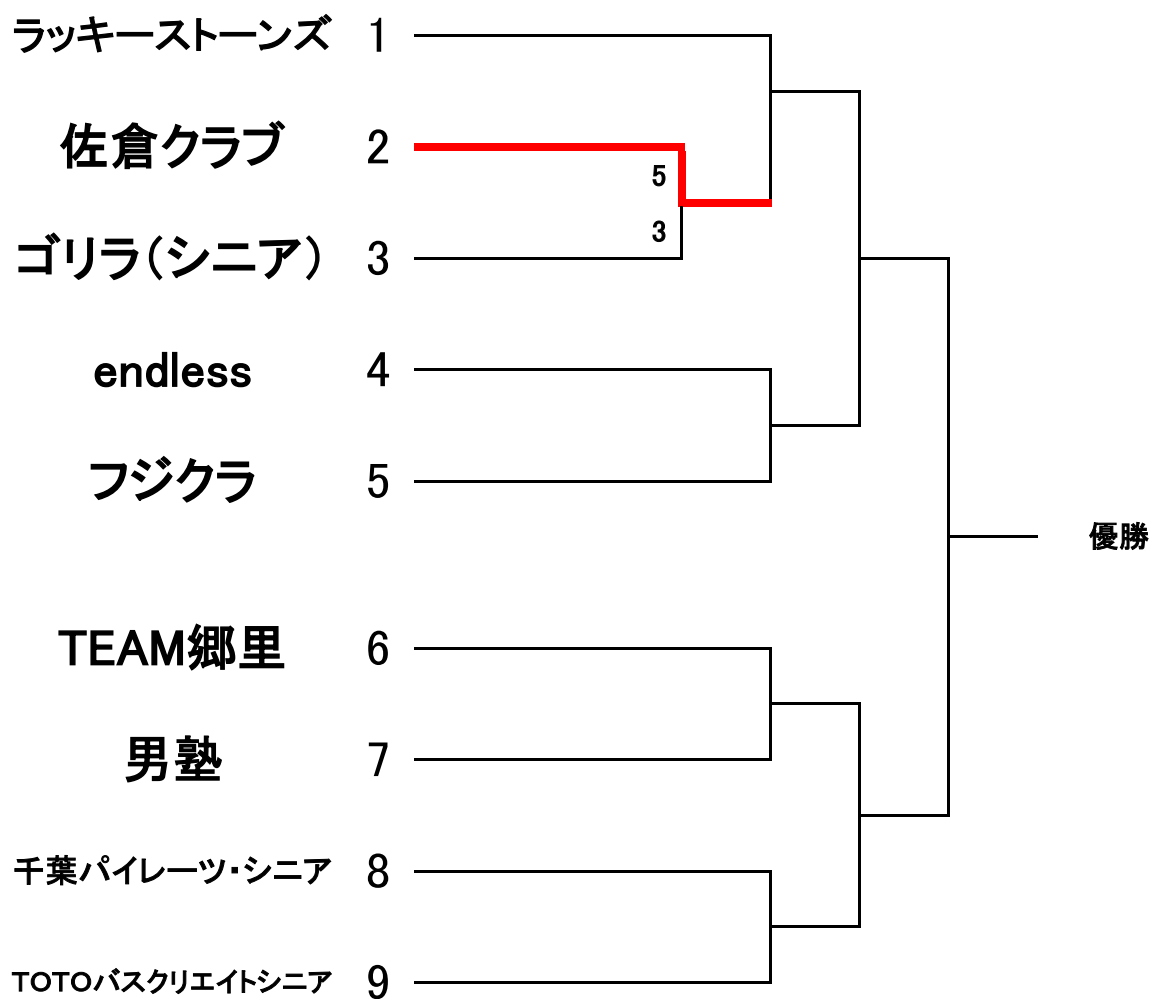 ラッキーストーンズ 1
佐倉クラブ 2
5
3
ゴリラ(シニア) 3
endless 4
フジクラ 5
優勝
TEAM郷里 6
男塾 7
千葉パイレーツ・シニア 8
TOTOバスクリエイトシニア 9